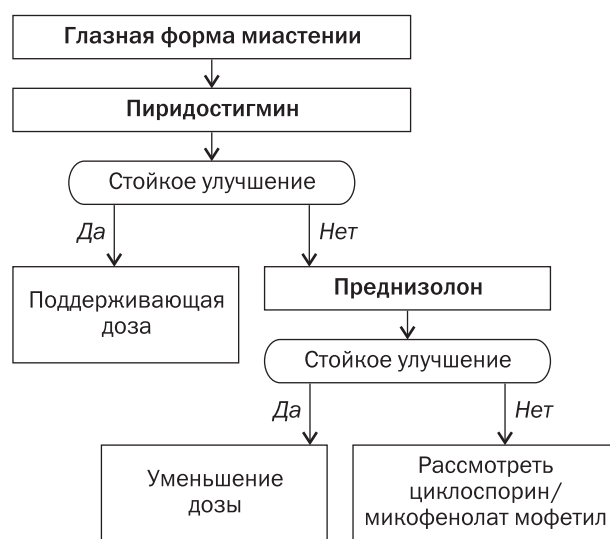 Глазная форма миастении
Пиридостигмин
Стойкое улучшение
Да
Нет
Поддерживающая
доза
Преднизолон
Стойкое улучшение
Да
Нет
Уменьшение
дозы
Рассмотреть
циклоспорин/
микофенолат мофетил